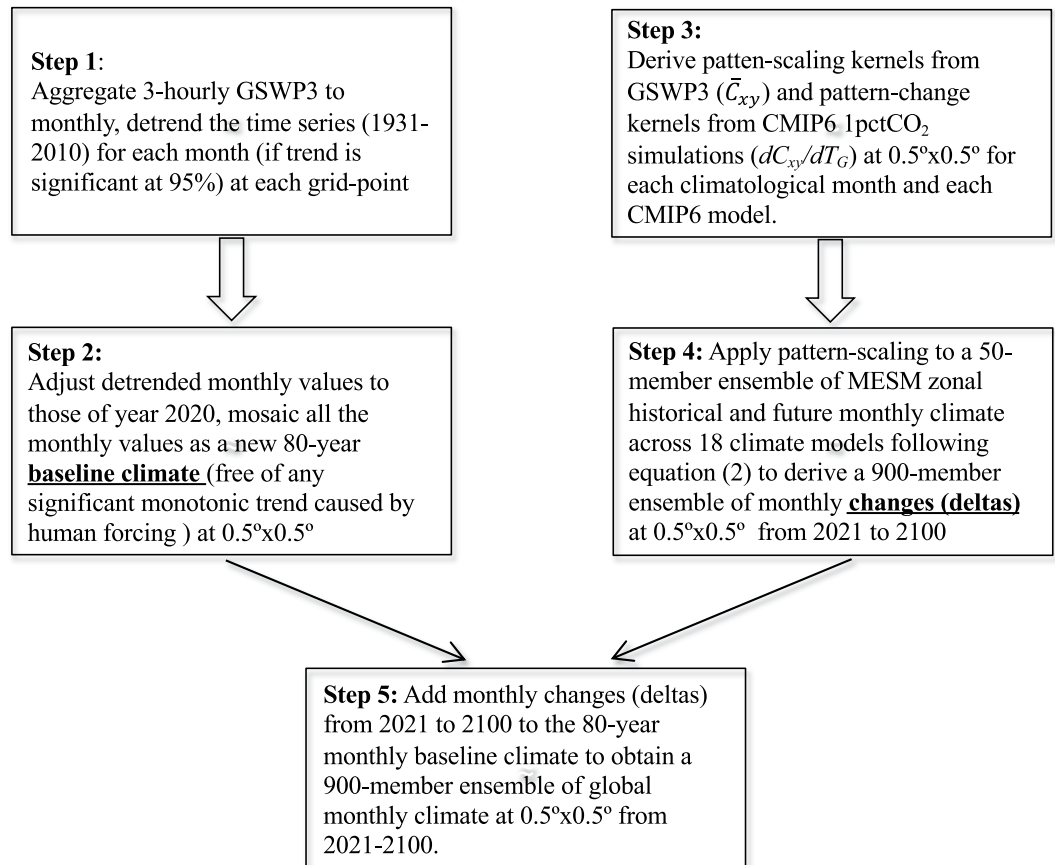 Step 1:
Aggregate 3-hourly GSWP3 to
monthly, detrend the time series (1931-
2010) for each month (if trend is
significant at 95%) at each grid-point
Step 2:
Adjust detrended monthly values to
those of year 2020, mosaic all the
monthly values as a new 80-year
baseline climate (free of any
significant monotonic trend caused by
human forcing ) at 0.5ºx0.5º
Step 3:
Derive patten-scaling kernels from
GSWP3 (C̄xy) and pattern-change
kernels from CMIP6 1pctCO₂
simulations (dCxy/dTG) at 0.5ºx0.5º for
each climatological month and each
CMIP6 model.
Step 4: Apply pattern-scaling to a 50-
member ensemble of MESM zonal
historical and future monthly climate
across 18 climate models following
equation (2) to derive a 900-member
ensemble of monthly changes (deltas)
at 0.5ºx0.5º from 2021 to 2100
Step 5: Add monthly changes (deltas)
from 2021 to 2100 to the 80-year
monthly baseline climate to obtain a
900-member ensemble of global
monthly climate at 0.5ºx0.5º from
2021-2100.